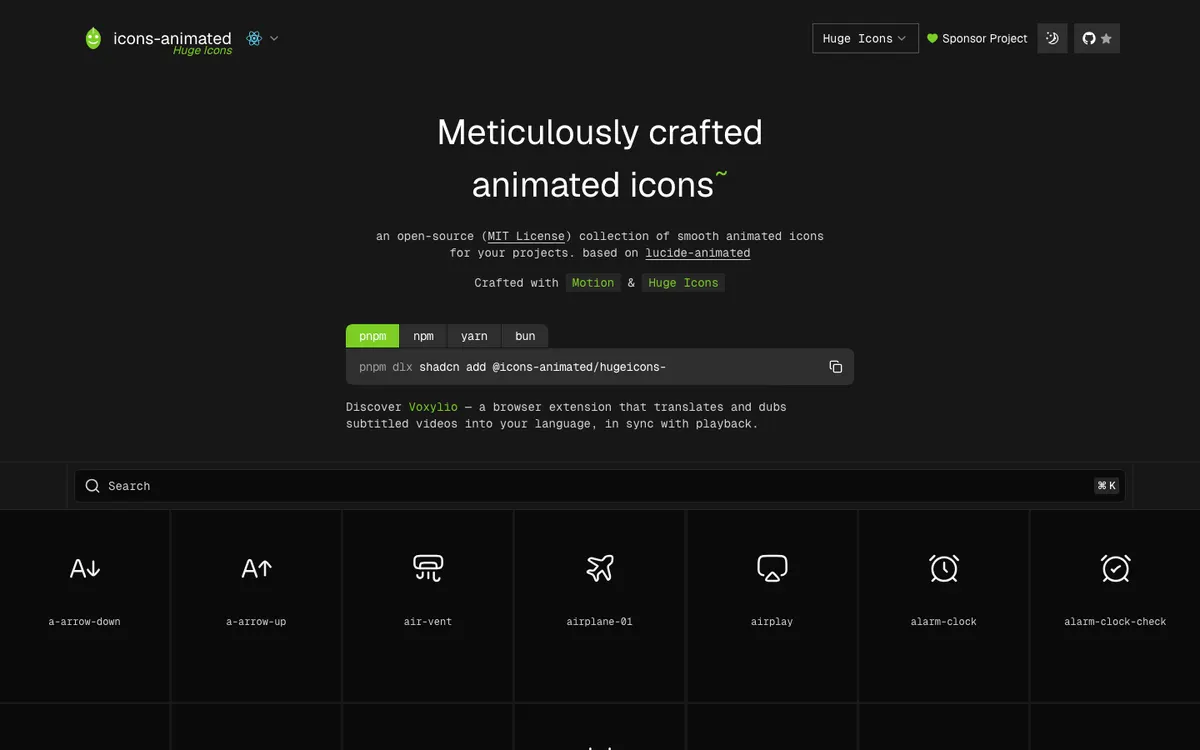 icons-animated
Huge Icons
Huge Icons
Sponsor Project
Meticulously crafted
animated icons~
an open-source (MIT License) collection of smooth animated icons
for your projects. based on lucide-animated
Crafted with Motion & Huge Icons
pnpm npm yarn bun
pnpm dlx shadcn add @icons-animated/hugeicons-
Discover Voxylio — a browser extension that translates and dubs
subtitled videos into your language, in sync with playback.
Search ⌘ K
a-arrow-down a-arrow-up air-vent airplane-01 airplay alarm-clock alarm-clock-check